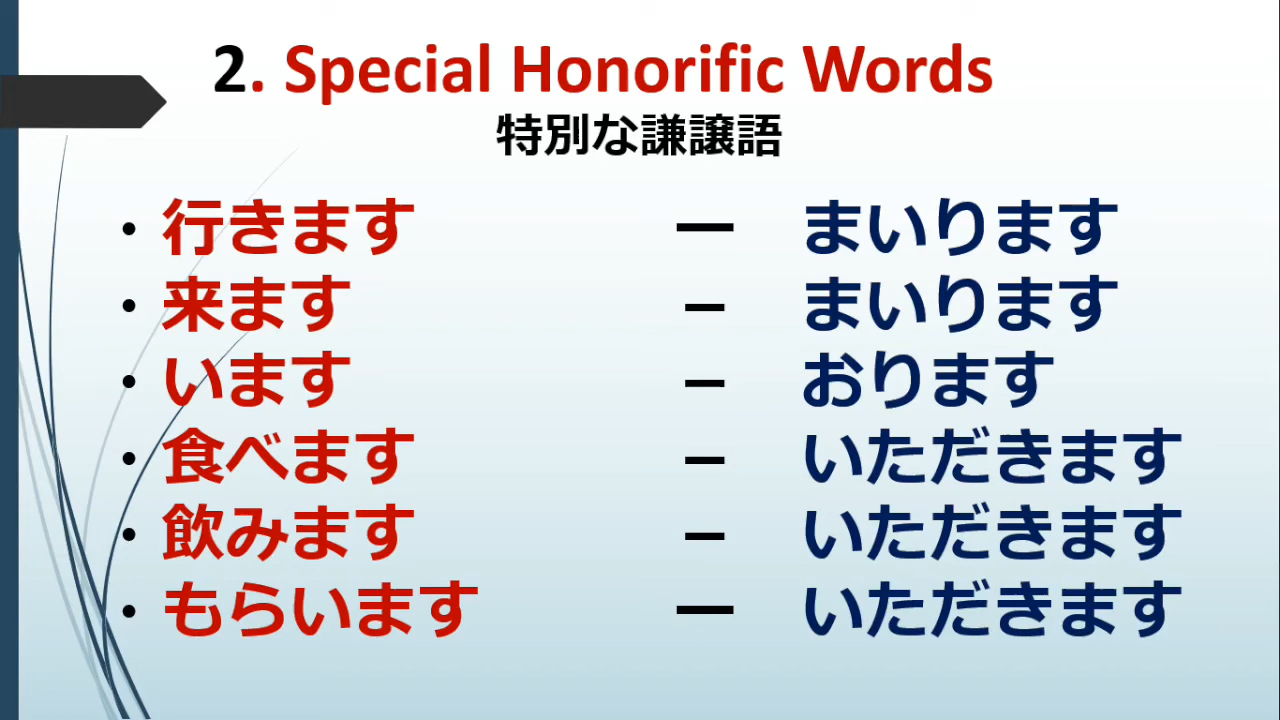 2. Special Honorific Words
特別な謙譲語
• 行きます ー まいります
• 来ます – まいります
• います – おります
• 食べます – いただきます
• 飲みます – いただきます
• もらいます ー いただきます